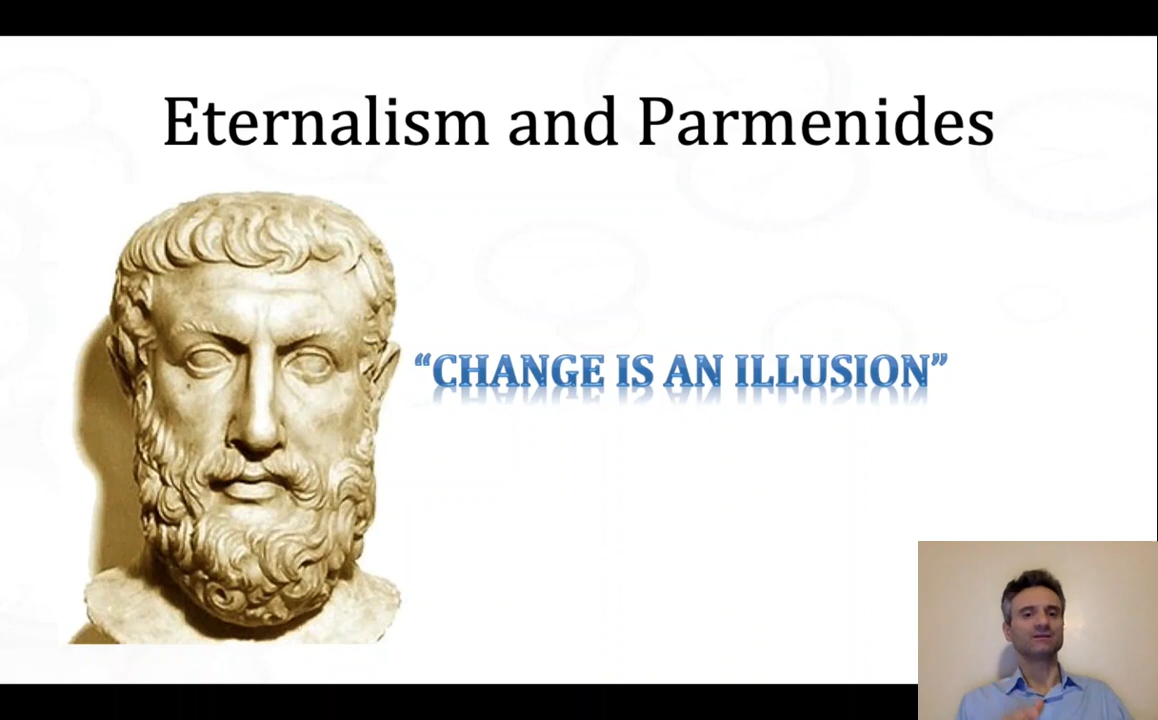 Eternalism and Parmenides
“CHANGE IS AN ILLUSION”